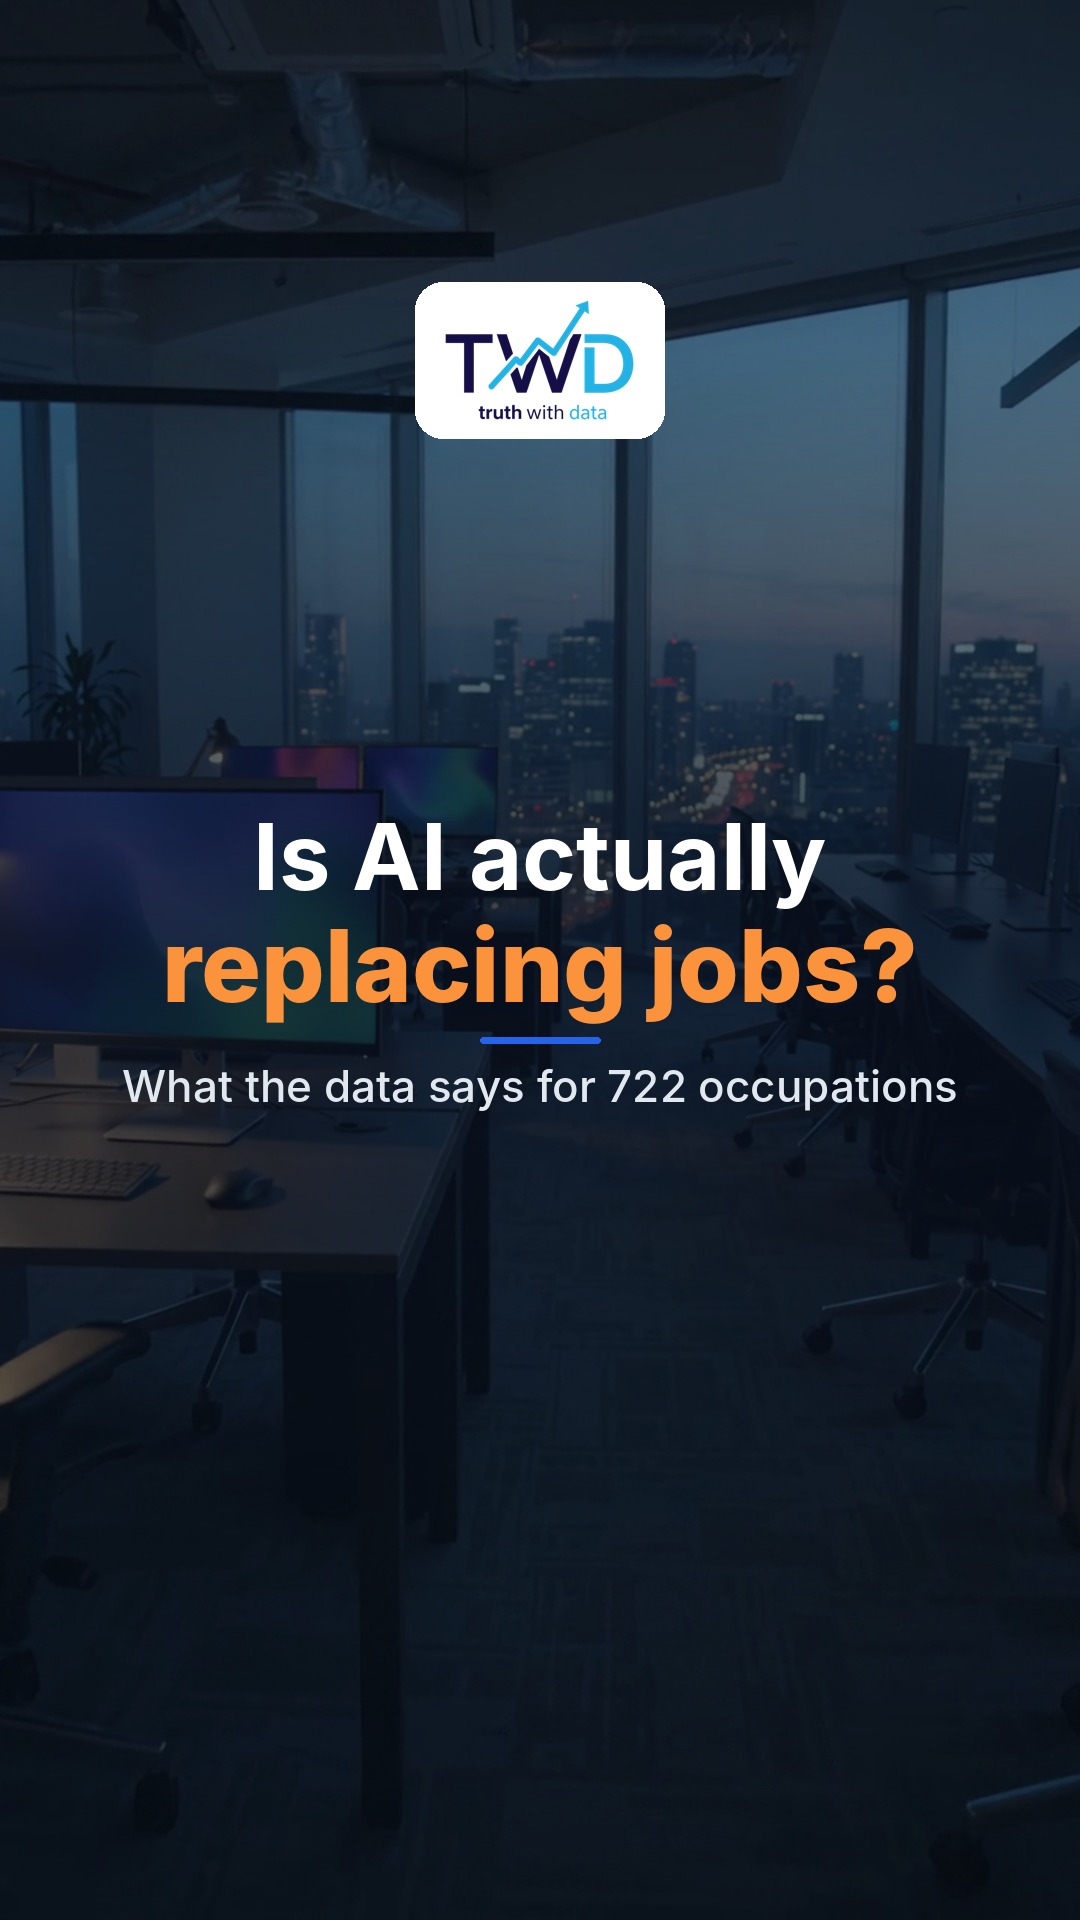 TWD
truth with data
Is AI actually
replacing jobs?
What the data says for 722 occupations